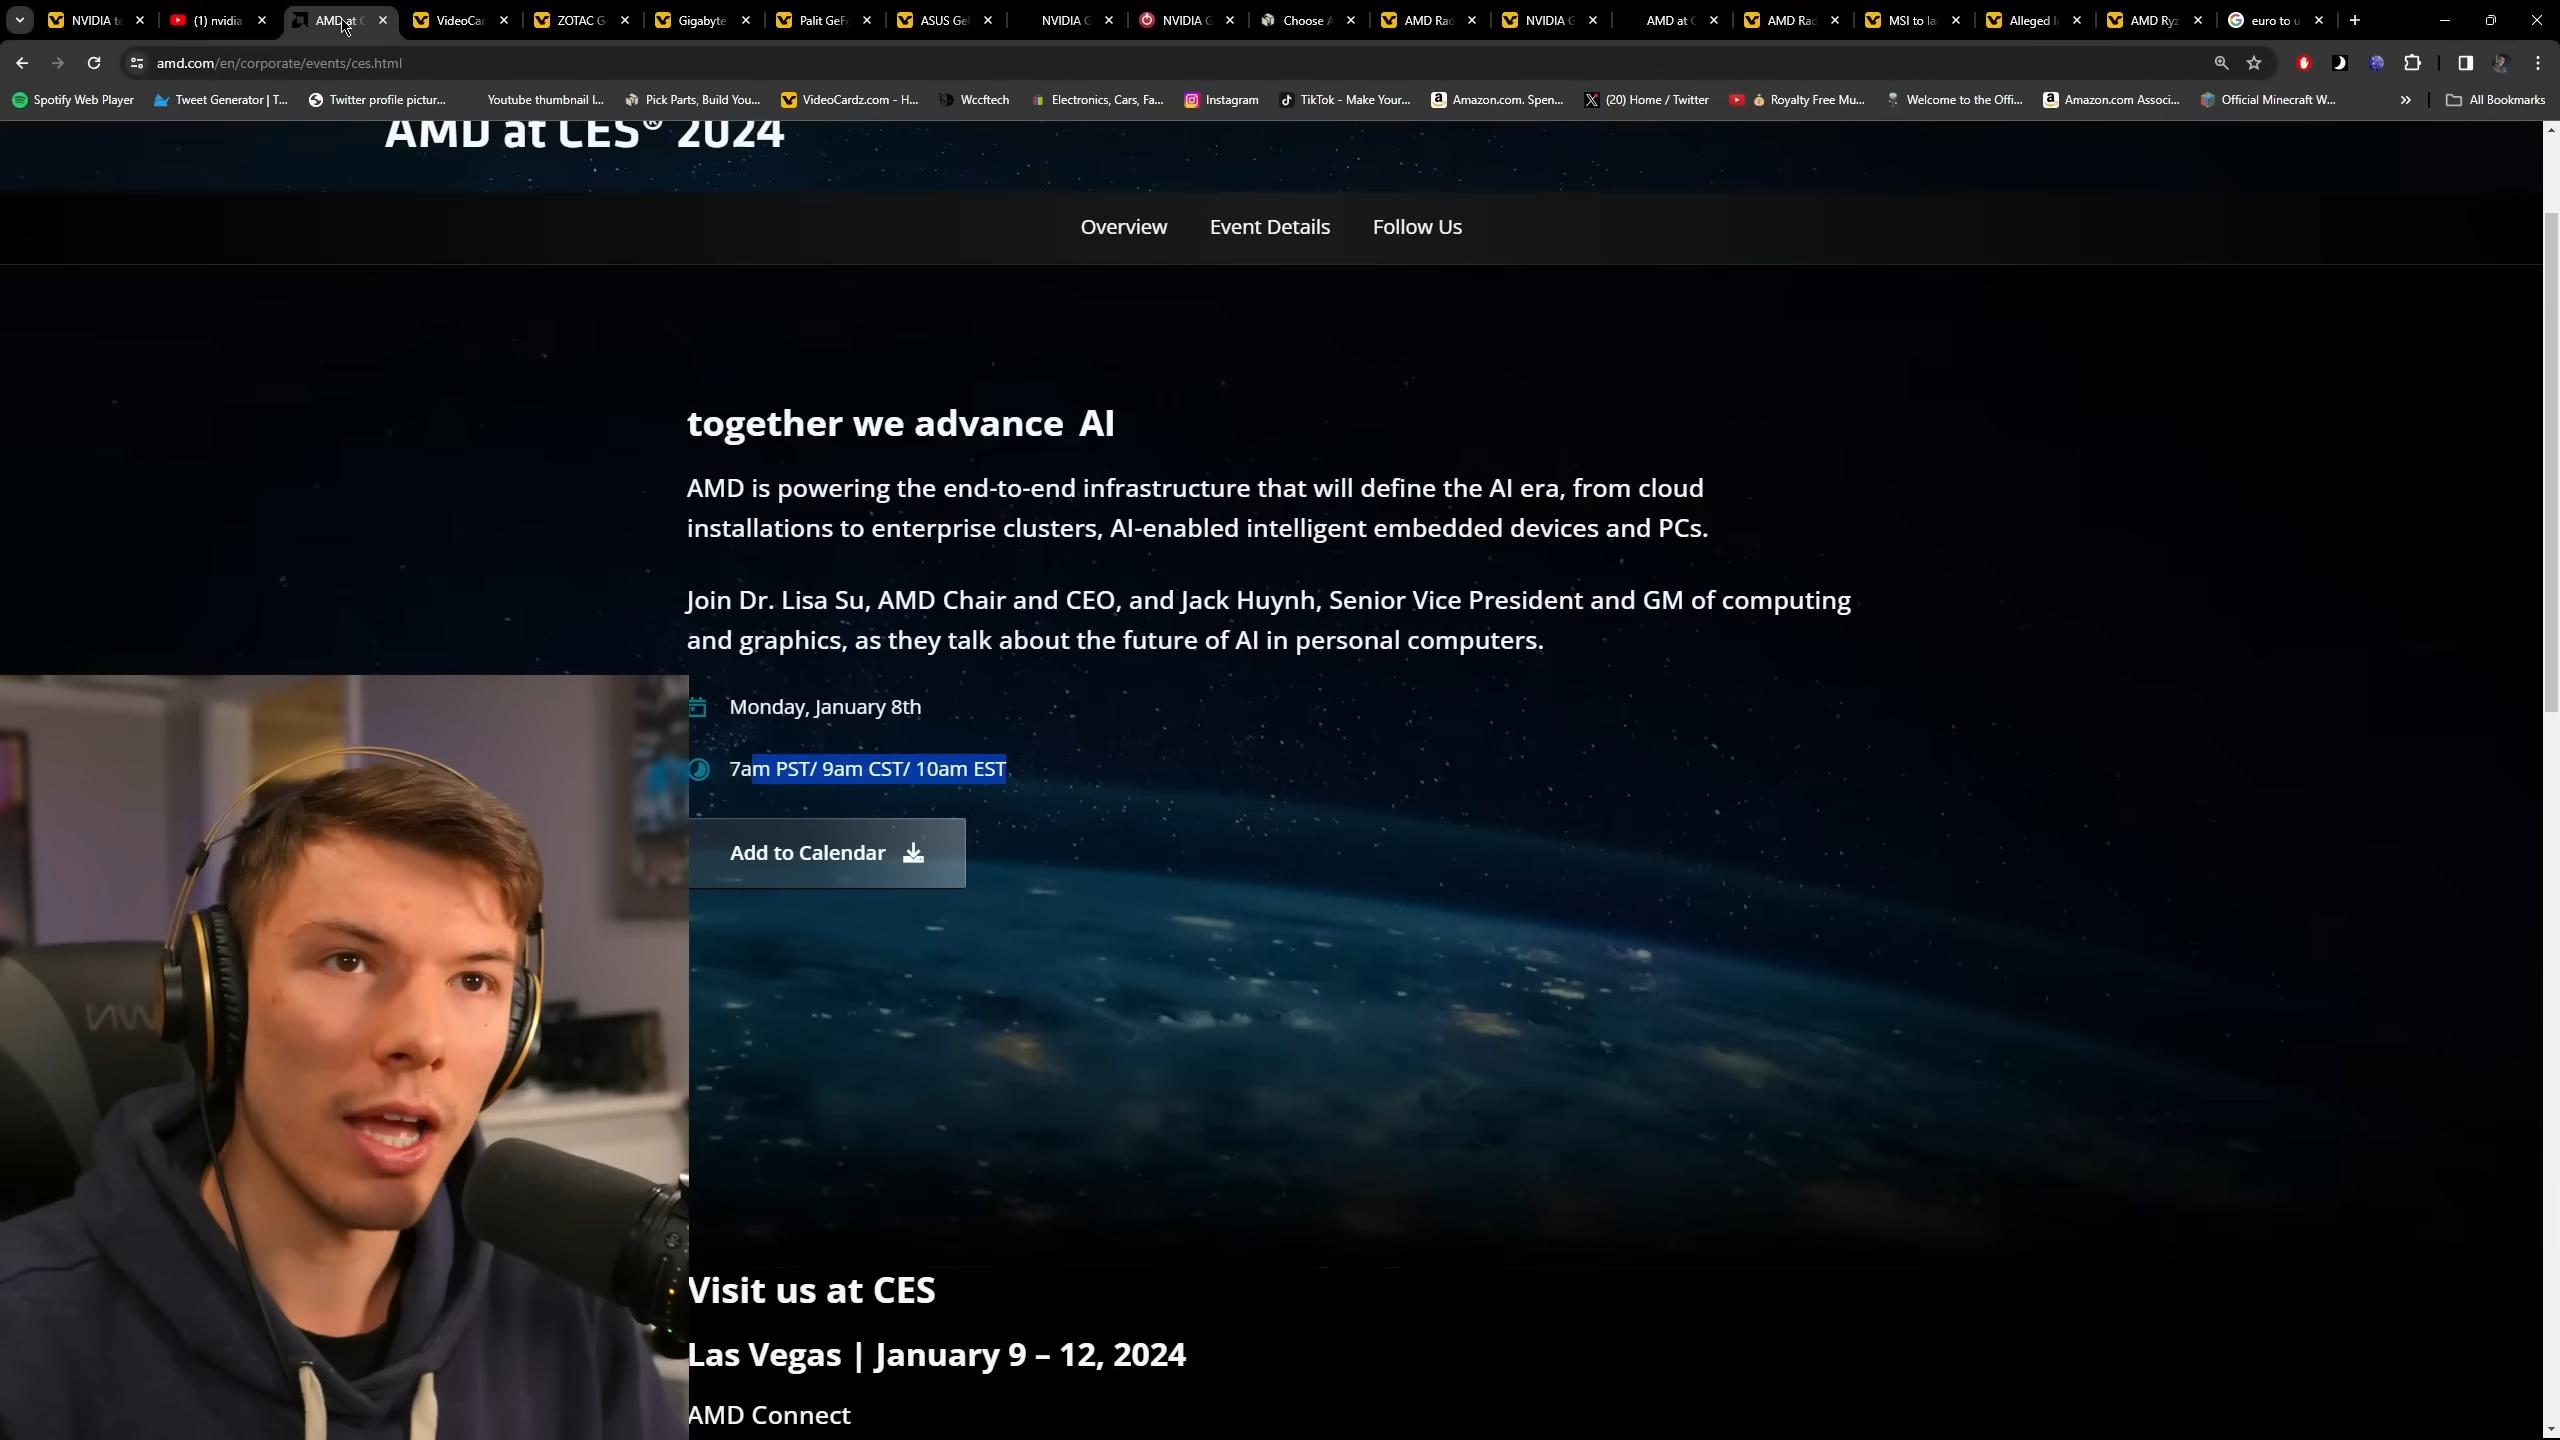 NVIDIA te
(1) nvidia
AMD at C
VideoCar
ZOTAC G
Gigabyte
Palit GeFo
ASUS GeF
NVIDIA G
NVIDIA G
Choose A
AMD Rad
NVIDIA G
AMD at C
AMD Rad
MSI to la
Alleged I
AMD Ryz
euro to u
amd.com/en/corporate/events/ces.html
Spotify Web Player
Tweet Generator | T...
Twitter profile pictur...
Youtube thumbnail I...
Pick Parts, Build You...
VideoCardz.com - H...
Wccftech
Electronics, Cars, Fa...
Instagram
TikTok - Make Your...
Amazon.com. Spen...
(20) Home / Twitter
Royalty Free Mu...
Welcome to the Offi...
Amazon.com Associ...
Official Minecraft W...
All Bookmarks
AMD at CES® 2024
Overview
Event Details
Follow Us
together we advance AI
AMD is powering the end-to-end infrastructure that will define the AI era, from cloud
installations to enterprise clusters, AI-enabled intelligent embedded devices and PCs.
Join Dr. Lisa Su, AMD Chair and CEO, and Jack Huynh, Senior Vice President and GM of computing
and graphics, as they talk about the future of AI in personal computers.
Monday, January 8th
7am PST/ 9am CST/ 10am EST
Add to Calendar
Visit us at CES
Las Vegas | January 9 – 12, 2024
AMD Connect